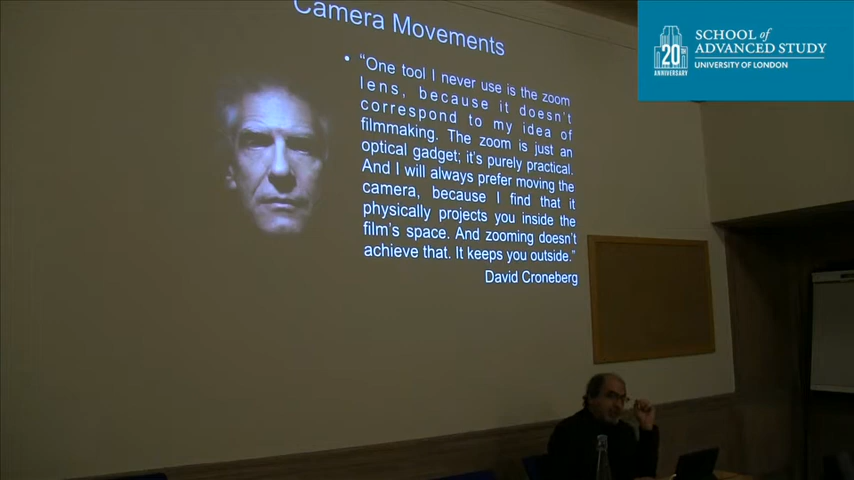 Camera Movements
• “One tool I never use is the zoom
lens, because it doesn't
correspond to my idea of
filmmaking. The zoom is just an
optical gadget; it's purely practical.
And I will always prefer moving the
camera, because I find that it
physically projects you inside the
film's space. And zooming doesn't
achieve that. It keeps you outside.”
David Croneberg
20th
ANNIVERSARY
SCHOOL of
ADVANCED STUDY
UNIVERSITY OF LONDON